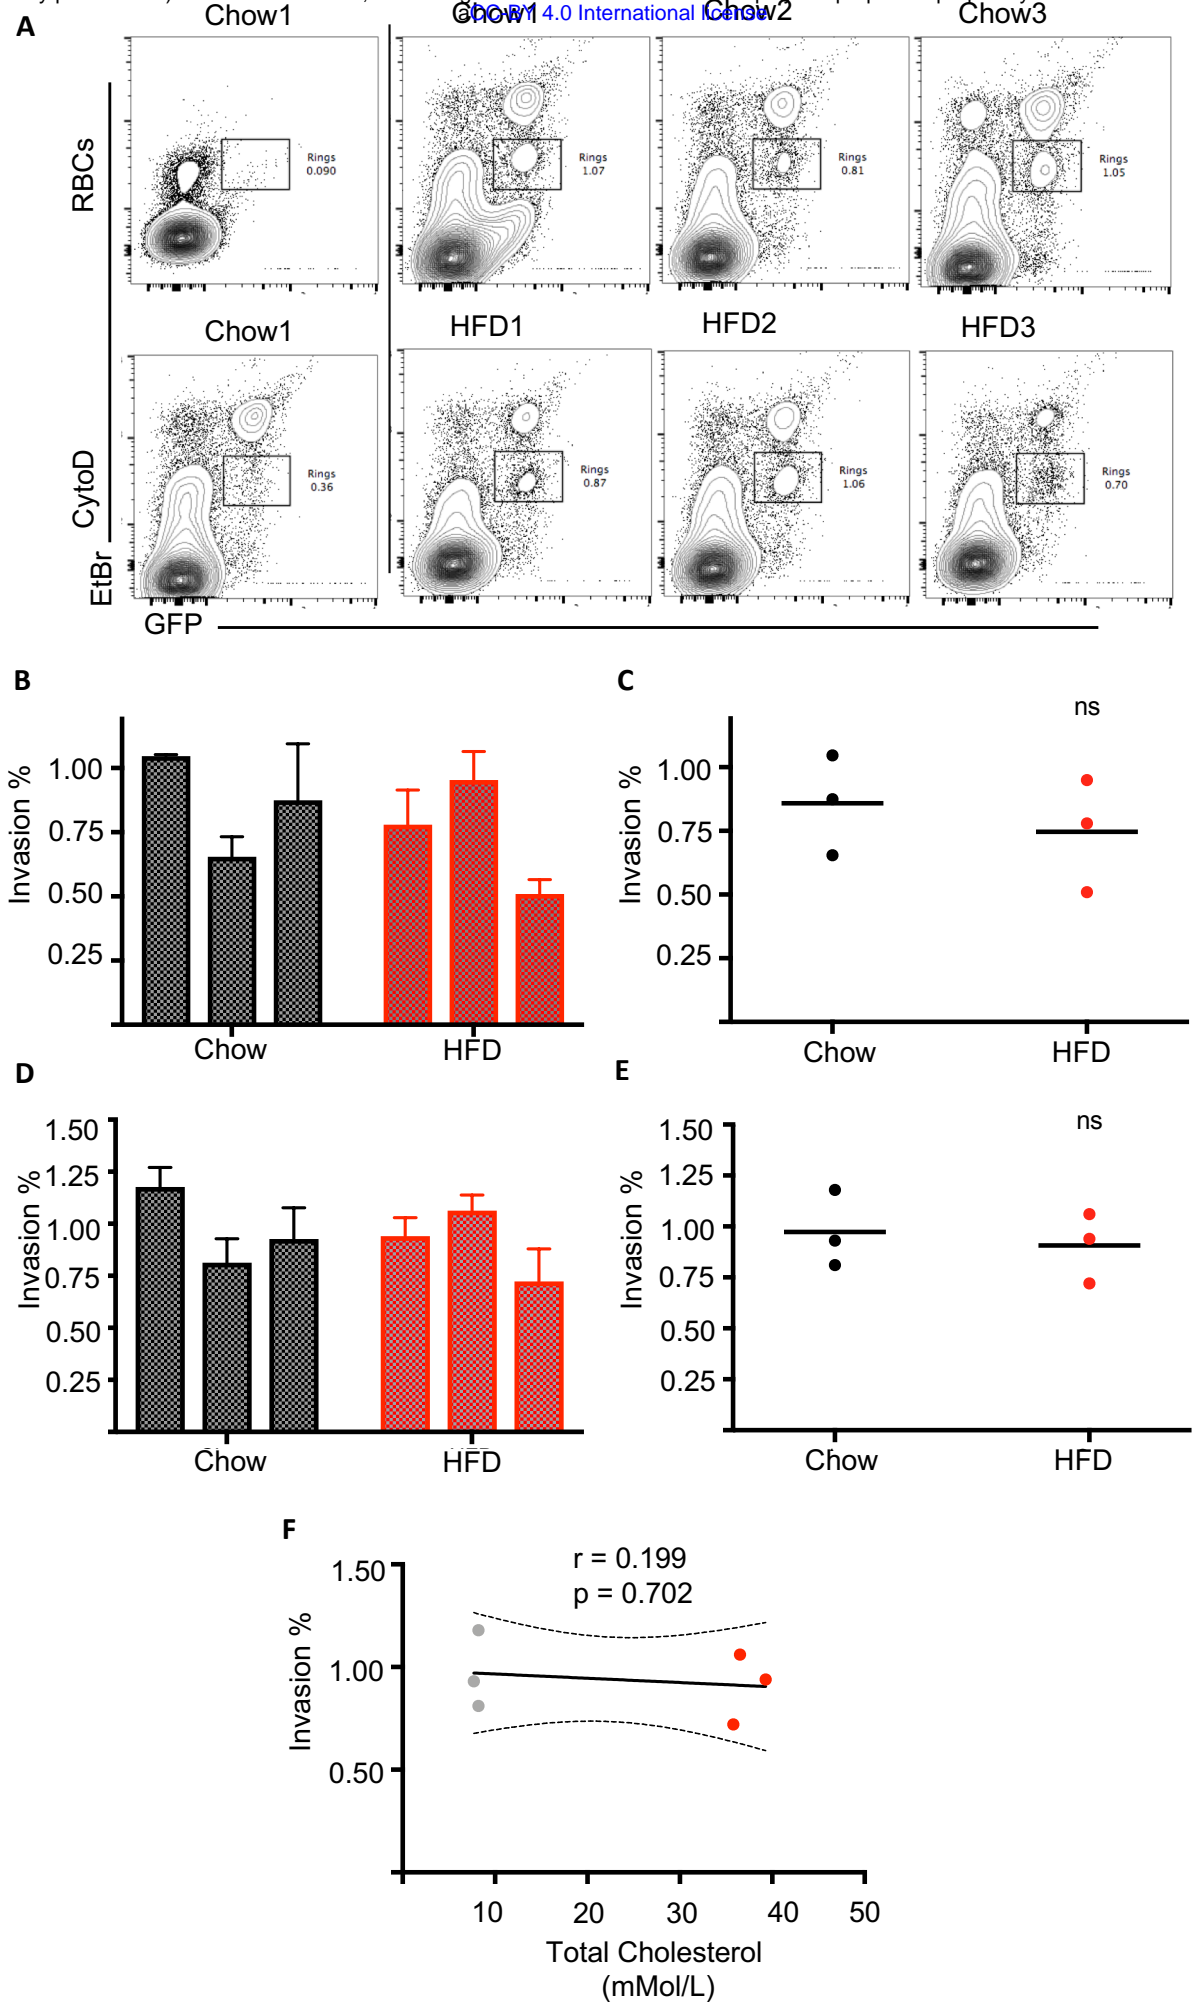 CC-BY 4.0 International license
A
Chow1
Chow1
Chow2
Chow3
RBCs
Rings
0.090
Rings
1.07
Rings
0.81
Rings
1.05
Chow1
HFD1
HFD2
HFD3
CytoD
Rings
0.36
Rings
0.87
Rings
1.06
Rings
0.70
EtBr
GFP
B
Invasion %
1.00
0.75
0.50
0.25
Chow
HFD
C
ns
Invasion %
1.00
0.75
0.50
0.25
Chow
HFD
D
Invasion %
1.50
1.25
1.00
0.75
0.50
0.25
Chow
HFD
E
ns
Invasion %
1.50
1.25
1.00
0.75
0.50
0.25
Chow
HFD
F
r = 0.199
p = 0.702
Invasion %
1.50
1.00
0.50
10 20 30 40 50
Total Cholesterol
(mMol/L)